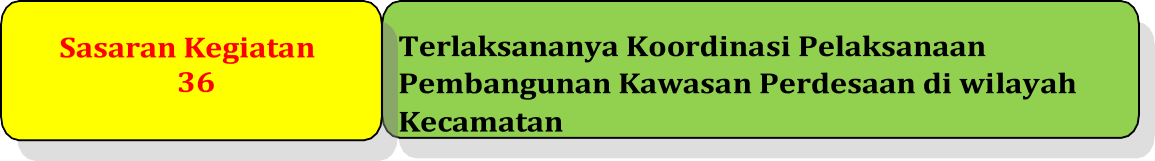 Sasaran Kegiatan
36
Terlaksananya Koordinasi Pelaksanaan
Pembangunan Kawasan Perdesaan di wilayah
Kecamatan